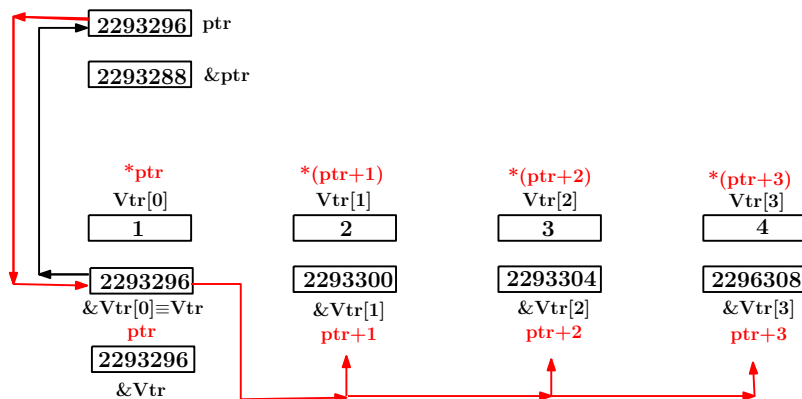 2293296 ptr
2293288 &ptr
*ptr *(ptr+1) *(ptr+2) *(ptr+3)
Vtr[0] Vtr[1] Vtr[2] Vtr[3]
1 2 3 4
2293296 2293300 2293304 2296308
&Vtr[0]≡Vtr &Vtr[1] &Vtr[2] &Vtr[3]
ptr ptr+1 ptr+2 ptr+3
2293296
&Vtr